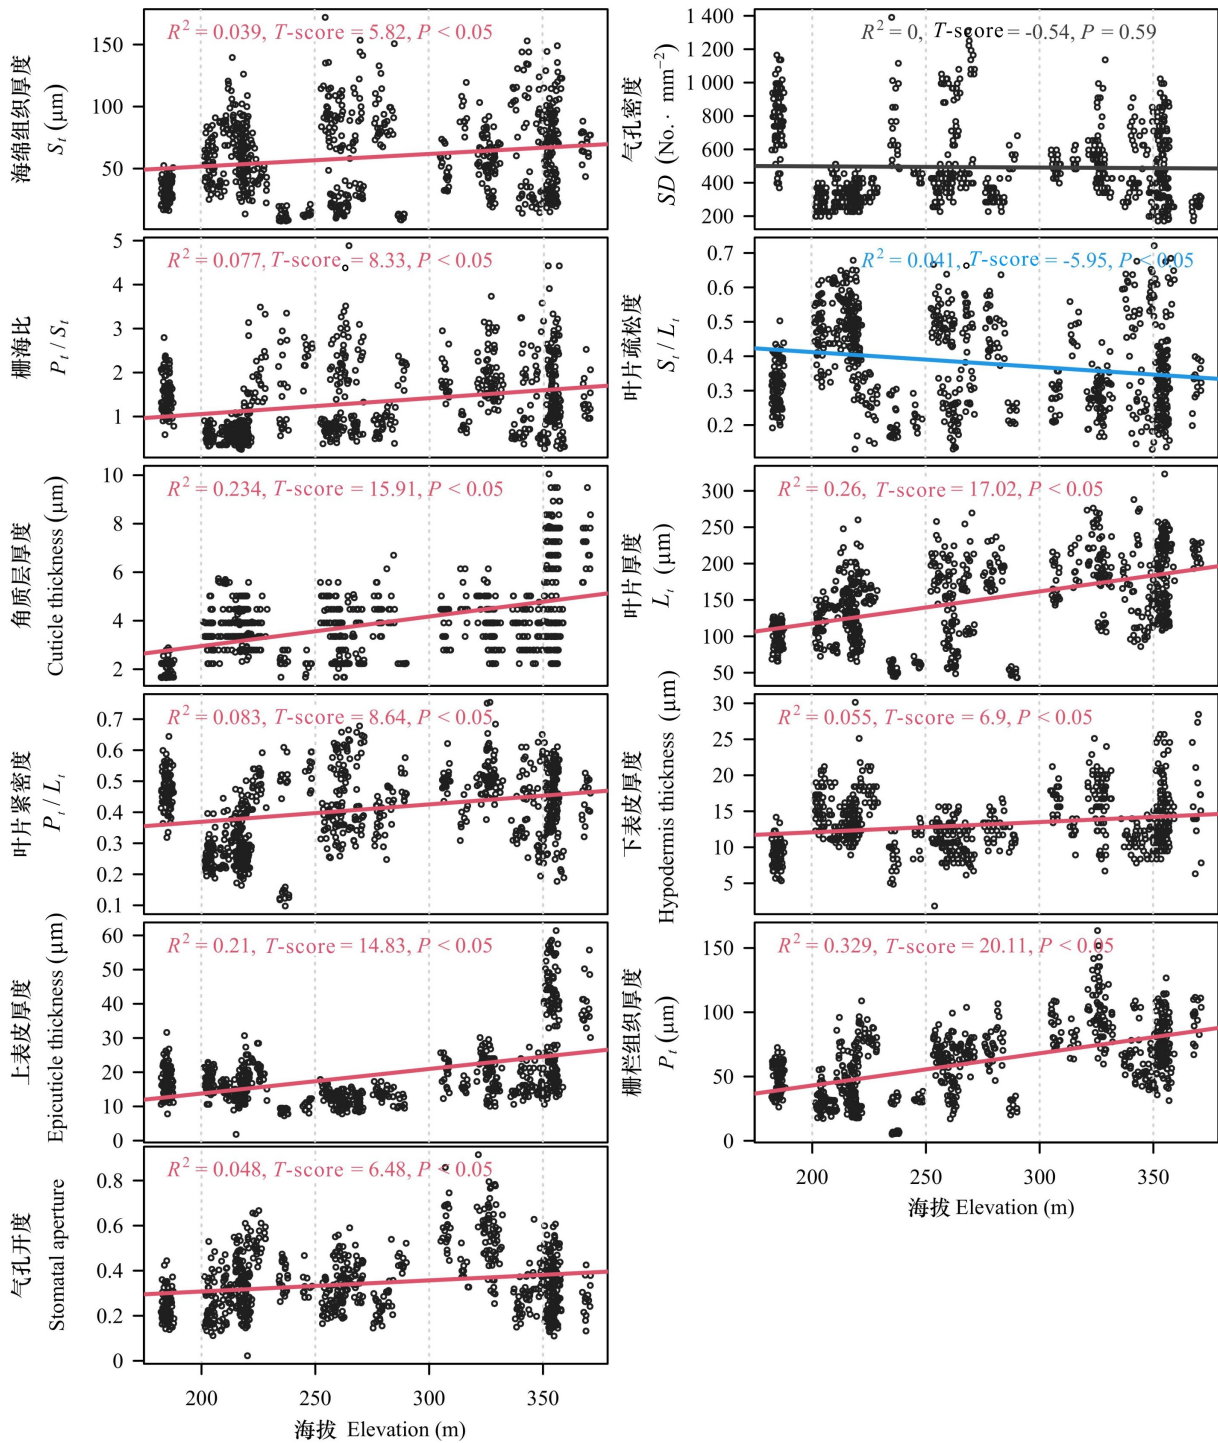 海绵组织厚度
St (μm)
150
100
50
R² = 0.039, T-score = 5.82, P < 0.05
气孔密度
SD (No.· mm⁻²)
1 400
1 200
1 000
800
600
400
200
R² = 0, T-score = -0.54, P = 0.59
栅海比
Pt / St
5
4
3
2
1
R² = 0.077, T-score = 8.33, P < 0.05
叶片疏松度
St / Lt
0.7
0.6
0.5
0.4
0.3
0.2
R² = 0.041, T-score = -5.95, P < 0.05
角质层厚度
Cuticle thickness (μm)
10
8
6
4
2
R² = 0.234, T-score = 15.91, P < 0.05
叶片厚度
Lt (μm)
300
250
200
150
100
50
R² = 0.26, T-score = 17.02, P < 0.05
叶片紧密度
Pt / Lt
0.7
0.6
0.5
0.4
0.3
0.2
0.1
R² = 0.083, T-score = 8.64, P < 0.05
下表皮厚度
Hypodermis thickness (μm)
30
25
20
15
10
5
R² = 0.055, T-score = 6.9, P < 0.05
上表皮厚度
Epicuticle thickness (μm)
60
50
40
30
20
10
0
R² = 0.21, T-score = 14.83, P < 0.05
栅栏组织厚度
Pt (μm)
150
100
50
0
R² = 0.329, T-score = 20.11, P < 0.05
200 250 300 350
海拔 Elevation (m)
气孔开度
Stomatal aperture
0.8
0.6
0.4
0.2
0
R² = 0.048, T-score = 6.48, P < 0.05
200 250 300 350
海拔 Elevation (m)